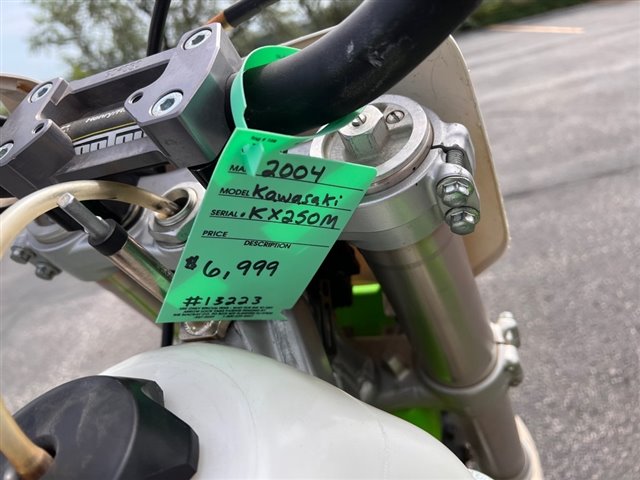 MA 2004
MODEL Kawasaki
SERIAL # KX250M
PRICE
DESCRIPTION
$6,999
#13223